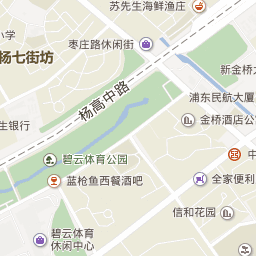 苏先生海鲜渔庄
枣庄路休闲街
杨七街坊
新金桥
杨高中路
浦东民航大厦
金桥酒店公
生银行
中
碧云体育公园
蓝枪鱼西餐酒吧
全家便利
信和花园
碧云体育
休闲中心